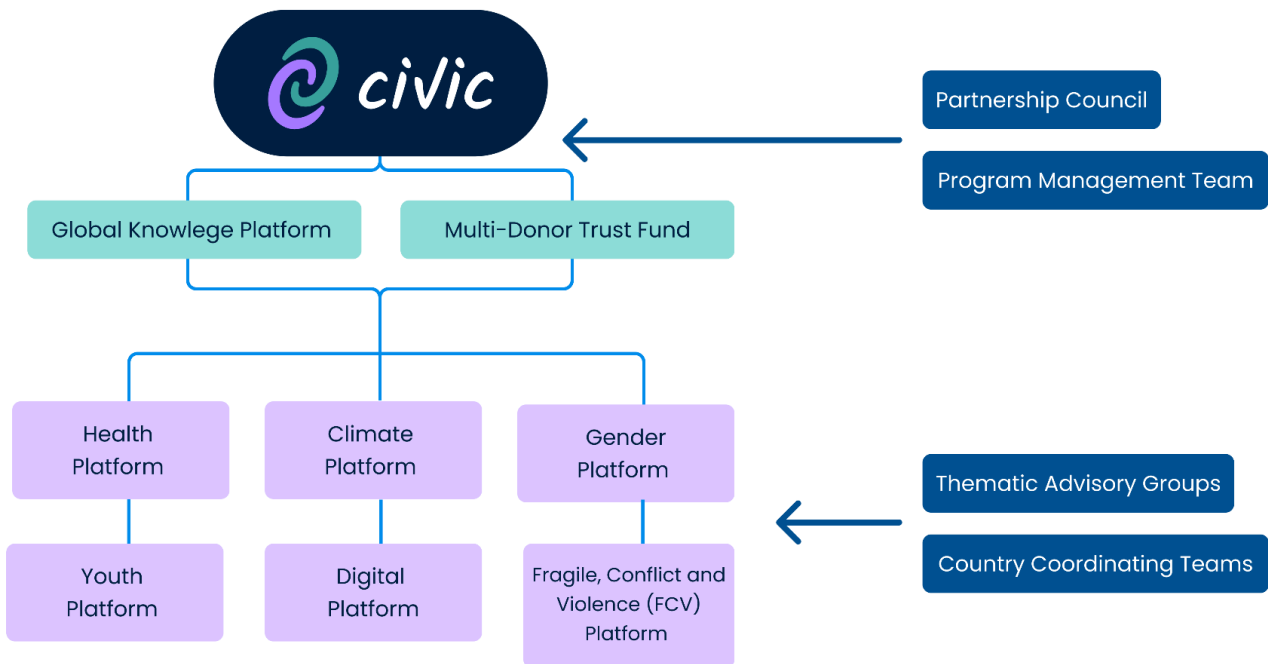 civic
Partnership Council
Program Management Team
Global Knowlege Platform
Multi-Donor Trust Fund
Health
Platform
Climate
Platform
Gender
Platform
Thematic Advisory Groups
Country Coordinating Teams
Youth
Platform
Digital
Platform
Fragile, Conflict and
Violence (FCV)
Platform